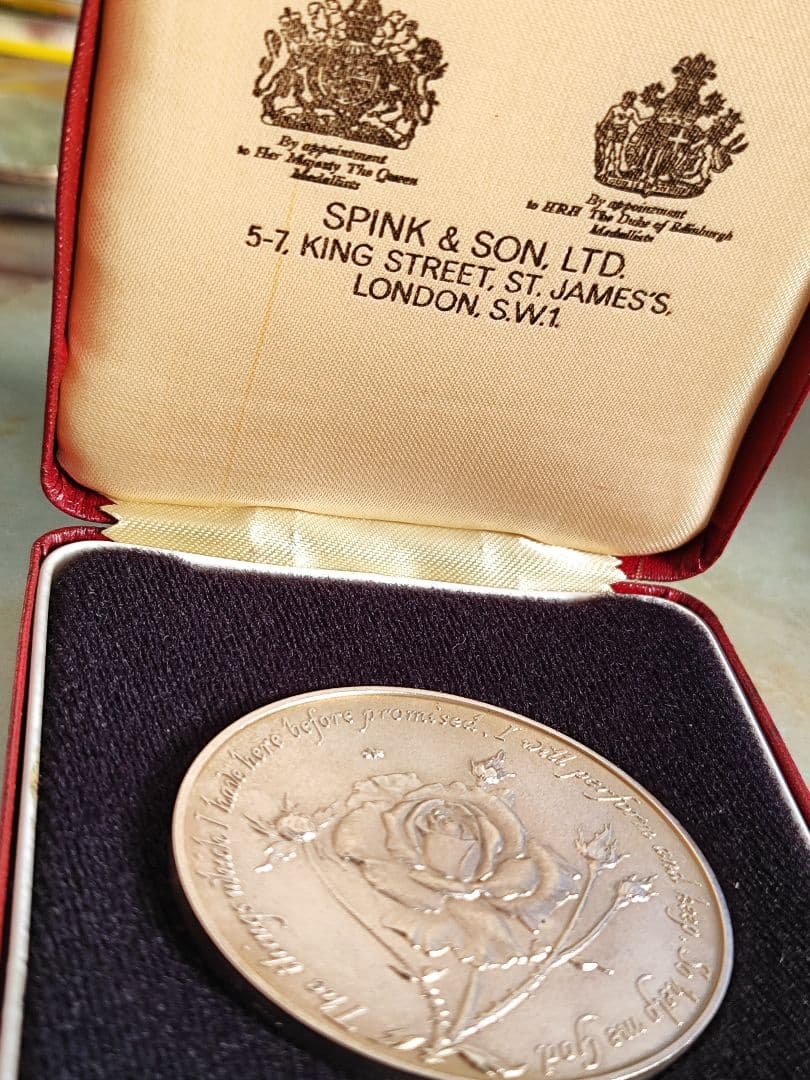 By appointment
to Her Majesty The Queen
Medallists
By appointment
to HRH The Duke of Edinburgh
Medallists
SPINK & SON, LTD.
5-7, KING STREET, ST. JAMES'S,
LONDON, S.W.1.
The things which I have here before promised, I will perform and keep. So help me God.